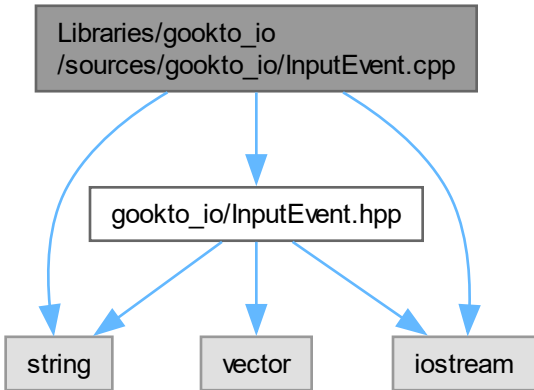 Libraries/gookto_io
/sources/gookto_io/InputEvent.cpp
gookto_io/InputEvent.hpp
string
vector
iostream